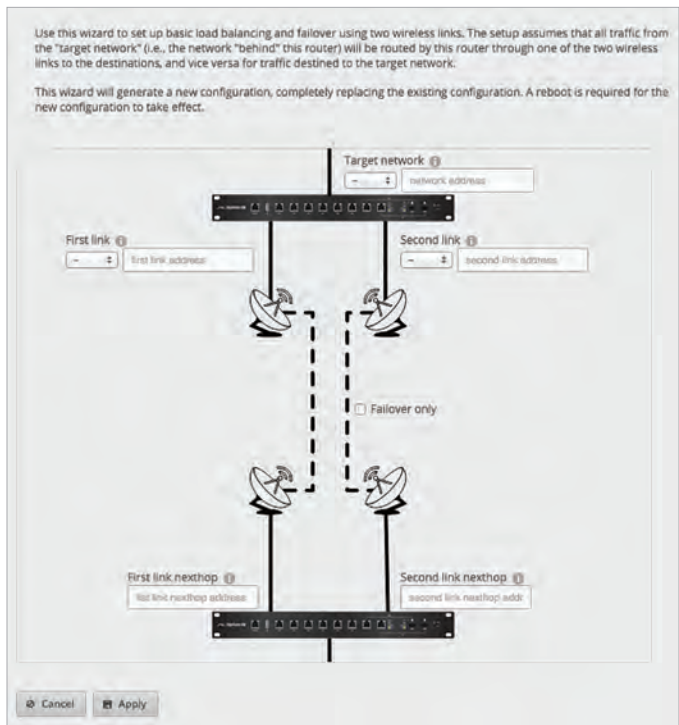 Use this wizard to set up basic load balancing and failover using two wireless links. The setup assumes that all traffic from
the "target network" (i.e., the network "behind" this router) will be routed by this router through one of the two wireless
links to the destinations, and vice versa for traffic destined to the target network.
This wizard will generate a new configuration, completely replacing the existing configuration. A reboot is required for the
new configuration to take effect.
Target network
- network address
First link
- first link address
Second link
- second link address
Failover only
First link nexthop
first link nexthop address
Second link nexthop
second link nexthop addr
Cancel
Apply